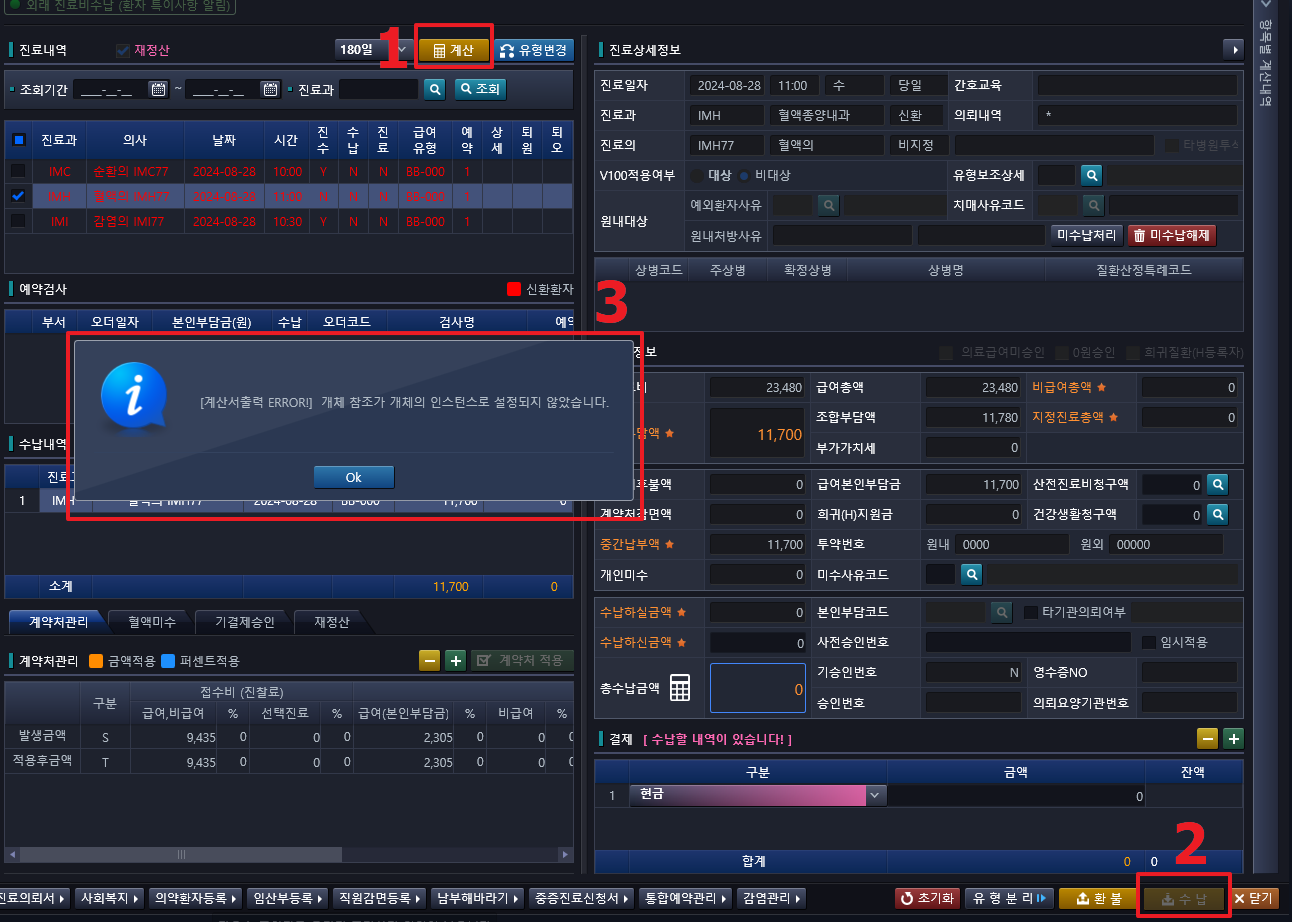 외래 진료비수납 (환자 특이사항 알림)
진료내역 재정산 180일 1 계산 유형변경
조회기간 ____-__-__ ~ ____-__-__ 진료과 조회
진료과 의사 날짜 시간 진수 수납 진료 급여유형 예약 상세 퇴원 퇴오
IMC 순환의 IMC77 2024-08-28 10:00 Y N N BB-000 1
IMH 혈액의 IMH77 2024-08-28 11:00 N N N BB-000 1
IMI 감염의 IMI77 2024-08-28 10:30 Y N N BB-000 1
예약검사 신환환자
부서 오더일자 본인부담금(원) 수납 오더코드 검사명
[계산서출력 ERROR!] 개체 참조가 개체의 인스턴스로 설정되지 않았습니다.
Ok
3
수납내역
1 IMH 혈액의 IMH77 2024-08-28 BB-000 11,700 0
소계 11,700 0
계약처관리 혈액미수 기결제승인 재정산
계약처관리 금액적용 퍼센트적용 계약처 적용
구분 접수비 (진찰료)
급여,비급여 % 선택진료 % 급여(본인부담금) % 비급여 %
발생금액 S 9,435 0 0 0 2,305 0 0 0
적용후금액 T 9,435 0 0 0 2,305 0 0 0
진료상세정보
진료일자 2024-08-28 11:00 수 당일 간호교육
진료과 IMH 혈액종양내과 신환 의뢰내역 *
진료의 IMH77 혈액의 비지정
V100적용여부 대상 비대상 유형보조상세
원내대상 예외환자사유 치매사유코드
원내처방사유 미수납처리 미수납해제
상병코드 주상병 확정상병 상병명 질환산정특례코드
정보 의료급여미승인 0원승인 희귀질환(H등록자)
23,480 급여총액 23,480 비급여총액 ★ 0
★ 11,700 조합부담액 11,780 지정진료총액 ★ 0
부가가치세 0
0 급여본인부담금 11,700 산전진료비청구액 0
계약처감면액 0 희귀(H)지원금 0 건강생활청구액 0
중간납부액 ★ 11,700 투약번호 원내 0000 원외 00000
개인미수 0 미수사유코드
수납하실금액 ★ 0 본인부담코드 타기관의뢰여부
수납하신금액 ★ 0 사전승인번호 임시적용
총수납금액 0 기승인번호 N 영수증NO
승인번호 의뢰요양기관번호
결제 [ 수납할 내역이 있습니다! ]
구분 금액 잔액
1 현금 0
합계 0 0
2
항목별 계산내역
진료의뢰서 사회복지 의약환자등록 임산부등록 직원감면등록 납부해바라기 중증진료신청서 통합예약관리 감염관리 초기화 유형분리 환불 수납 닫기